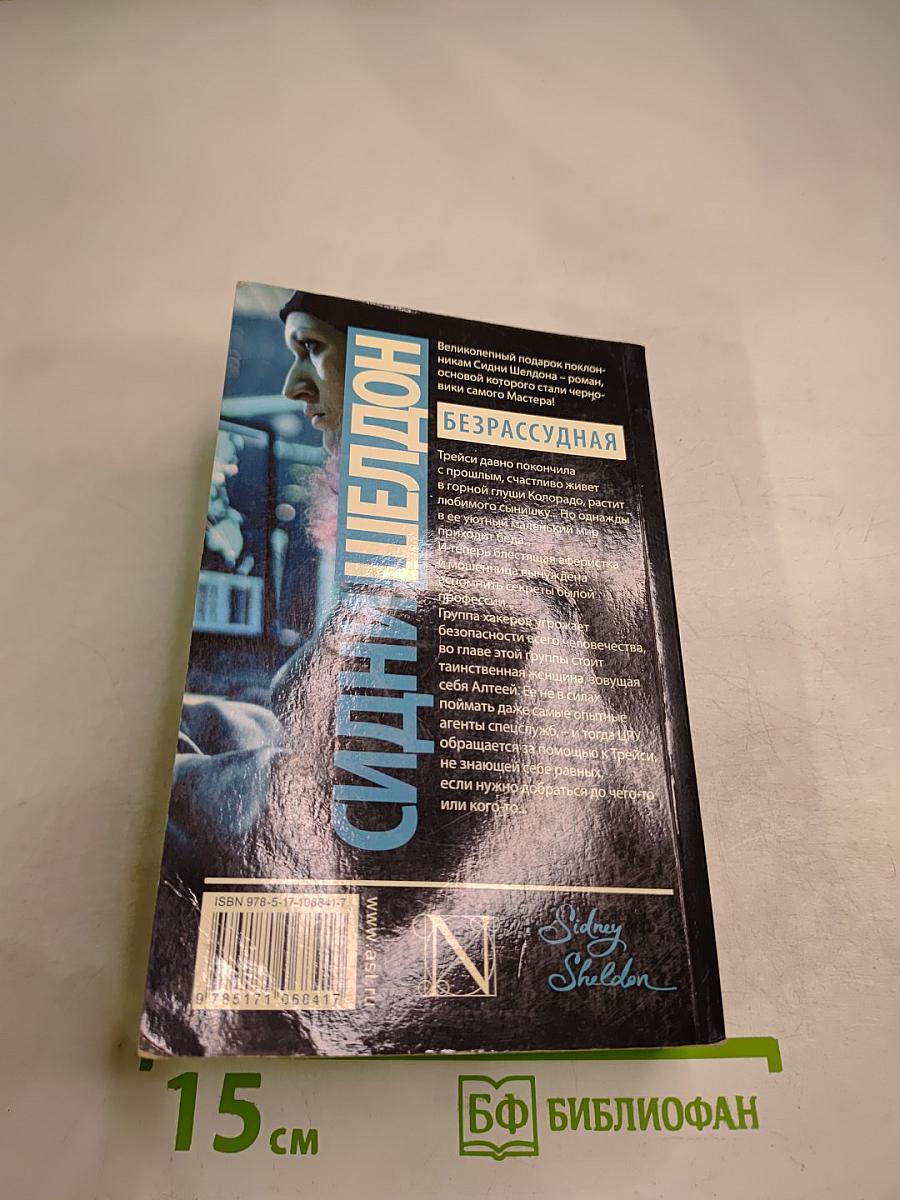 СИДНИ ШЕЛДОН
Великолепный подарок поклон-
никам Сидни Шелдона – роман,
основой которого стали черно-
вики самого Мастера!
БЕЗРАССУДНАЯ
Трейси давно покончила
с прошлым, счастливо живет
в горной глуши Колорадо, растит
любимого сынишку... Но однажды
в ее уютный маленький мир
приходит беда.
И теперь блестящая аферистка
и мошенница вынуждена
вспомнить секреты былой
профессии...
Группа хакеров угрожает
безопасности всего человечества,
во главе этой группы стоит
таинственная женщина, зовущая
себя Алтеей. Ее не в силах
поймать даже самые опытные
агенты спецслужб, – и тогда ЦРУ
обращается за помощью к Трейси,
не знающей себе равных,
если нужно добраться до чего-то
или кого-то...
ISBN 978-5-17-106841-7
9 785171 068417
www.ast.ru
N
Sidney
Sheldon
15 см
БФ БИБЛИОФАН